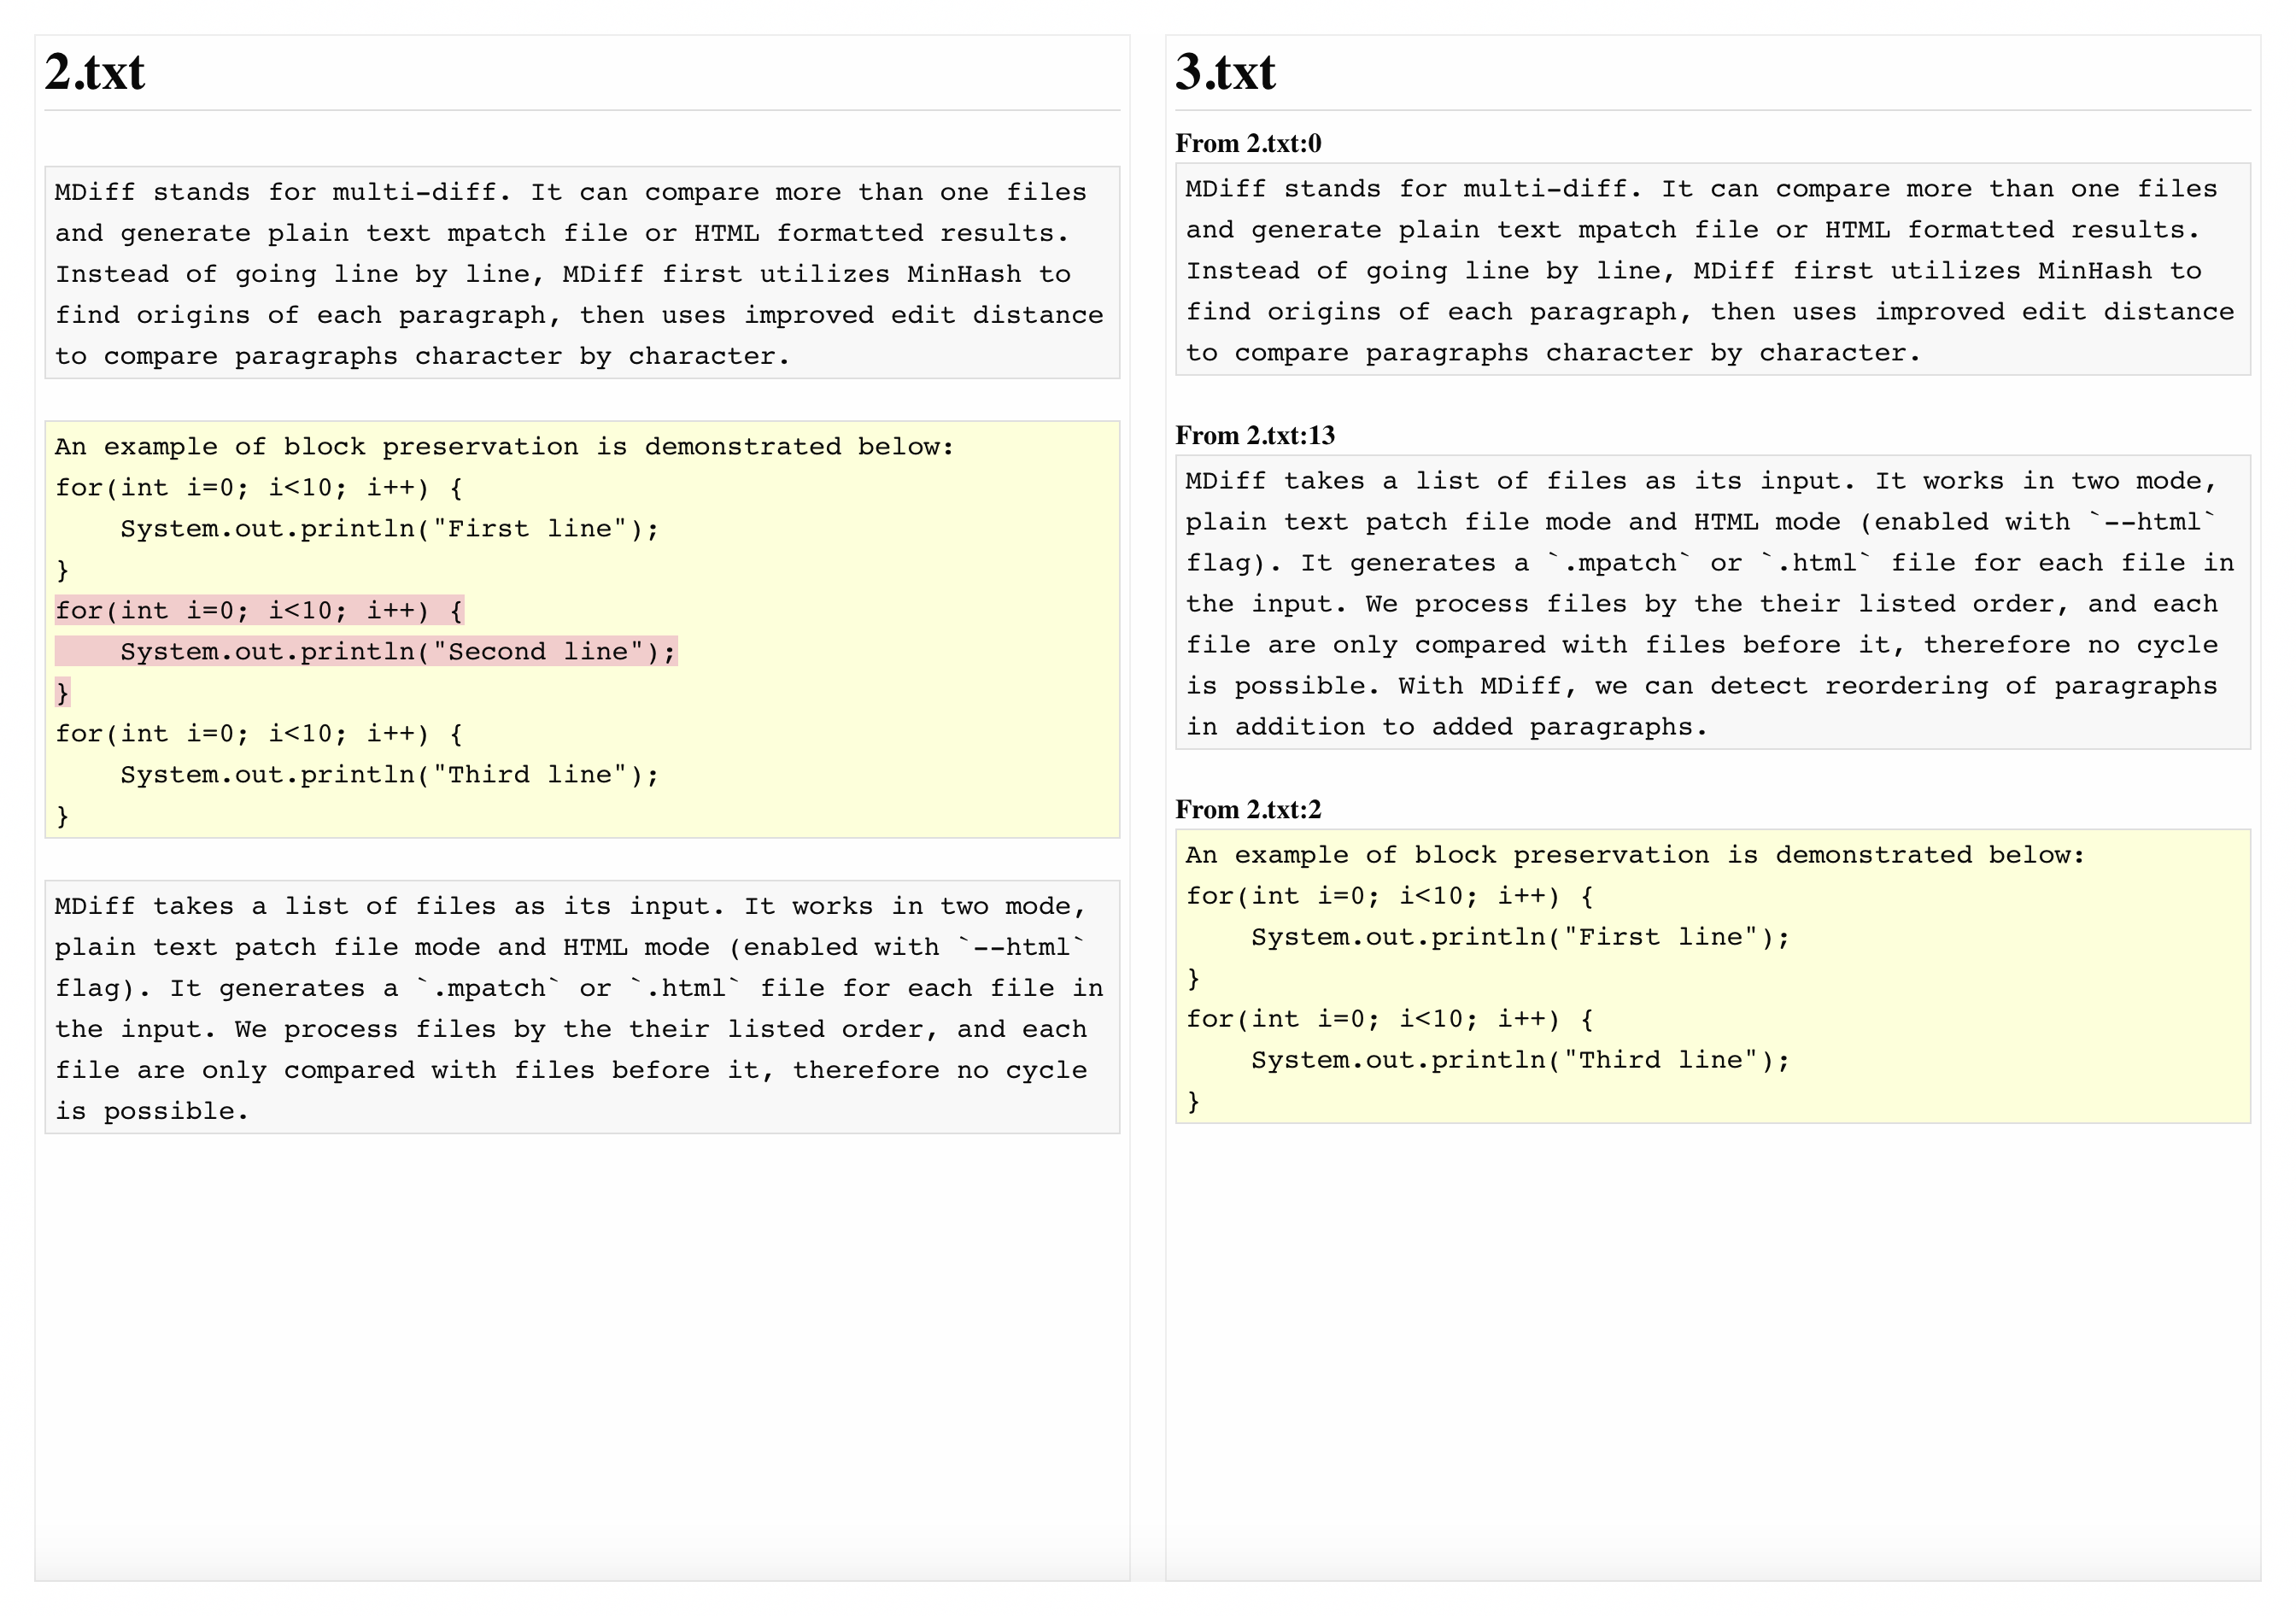 2.txt
MDiff stands for multi-diff. It can compare more than one files
and generate plain text mpatch file or HTML formatted results.
Instead of going line by line, MDiff first utilizes MinHash to
find origins of each paragraph, then uses improved edit distance
to compare paragraphs character by character.
An example of block preservation is demonstrated below:
for(int i=0; i<10; i++) {
    System.out.println("First line");
}
for(int i=0; i<10; i++) {
    System.out.println("Second line");
}
for(int i=0; i<10; i++) {
    System.out.println("Third line");
}
MDiff takes a list of files as its input. It works in two mode,
plain text patch file mode and HTML mode (enabled with `--html`
flag). It generates a `.mpatch` or `.html` file for each file in
the input. We process files by the their listed order, and each
file are only compared with files before it, therefore no cycle
is possible.
3.txt
From 2.txt:0
MDiff stands for multi-diff. It can compare more than one files
and generate plain text mpatch file or HTML formatted results.
Instead of going line by line, MDiff first utilizes MinHash to
find origins of each paragraph, then uses improved edit distance
to compare paragraphs character by character.
From 2.txt:13
MDiff takes a list of files as its input. It works in two mode,
plain text patch file mode and HTML mode (enabled with `--html`
flag). It generates a `.mpatch` or `.html` file for each file in
the input. We process files by the their listed order, and each
file are only compared with files before it, therefore no cycle
is possible. With MDiff, we can detect reordering of paragraphs
in addition to added paragraphs.
From 2.txt:2
An example of block preservation is demonstrated below:
for(int i=0; i<10; i++) {
    System.out.println("First line");
}
for(int i=0; i<10; i++) {
    System.out.println("Third line");
}